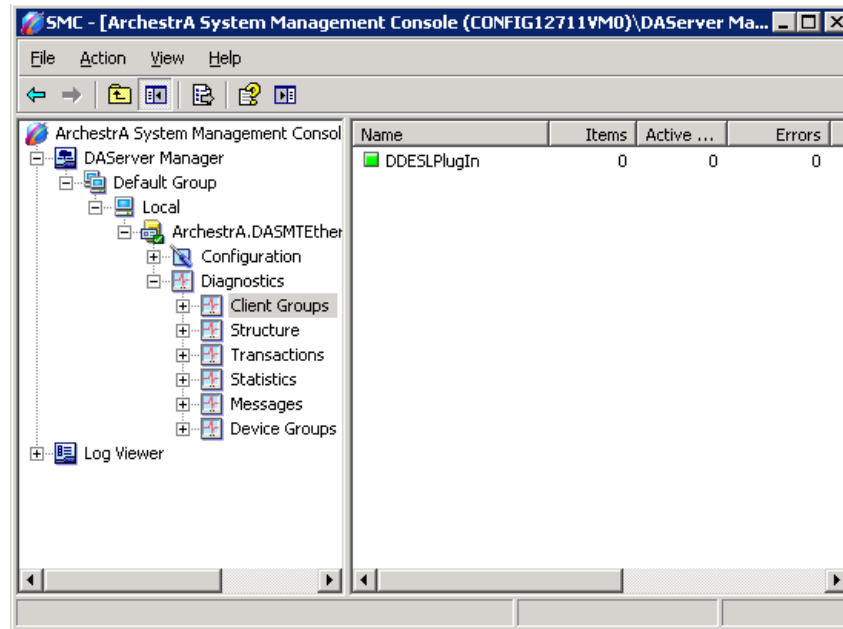 SMC - [ArchestrA System Management Console (CONFIG12711VM0)\DAServer Ma...
File Action View Help
ArchestrA System Management Consol
DAServer Manager
Default Group
Local
ArchestrA.DASMTEther
Configuration
Diagnostics
Client Groups
Structure
Transactions
Statistics
Messages
Device Groups
Log Viewer
Name Items Active ... Errors
DDESLPlugIn 0 0 0